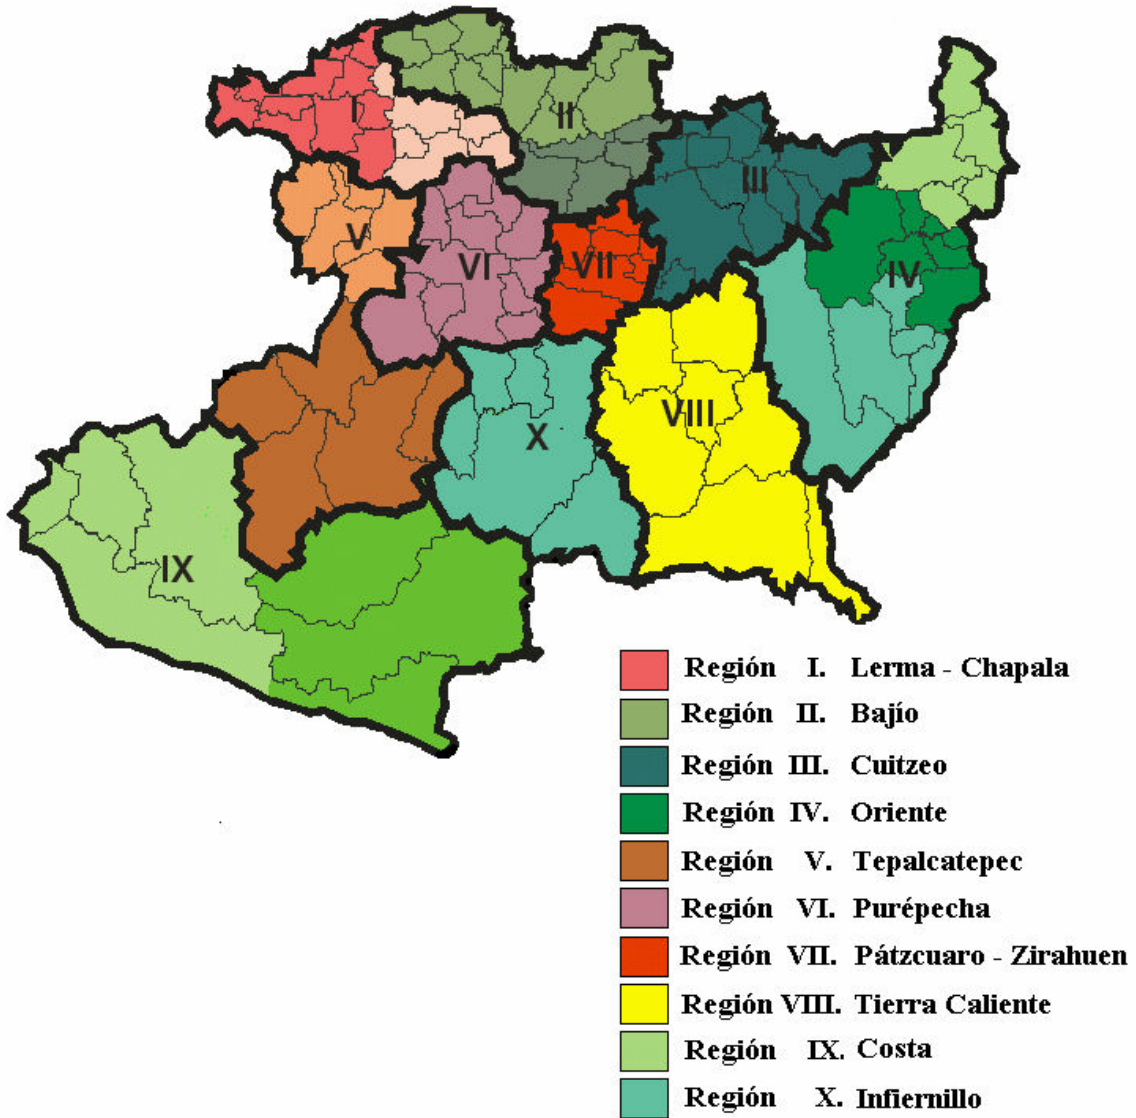 I
II
III
V
VI
VII
IV
VIII
X
IX
Región I. Lerma - Chapala
Región II. Bajío
Región III. Cuitzeo
Región IV. Oriente
Región V. Tepalcatepec
Región VI. Purépecha
Región VII. Pátzcuaro - Zirahuen
Región VIII. Tierra Caliente
Región IX. Costa
Región X. Infiernillo